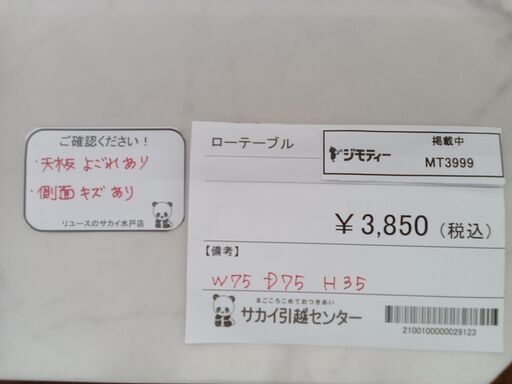 ご確認ください！
・天板 よごれあり
・側面 キズ あり
リユースのサカイ水戸店
ローテーブル
ジモティー
掲載中
MT3999
￥3,850（税込）
【備考】
W75 D75 H35
まごころこめておつきあい
サカイ引越センター
2100100000029123